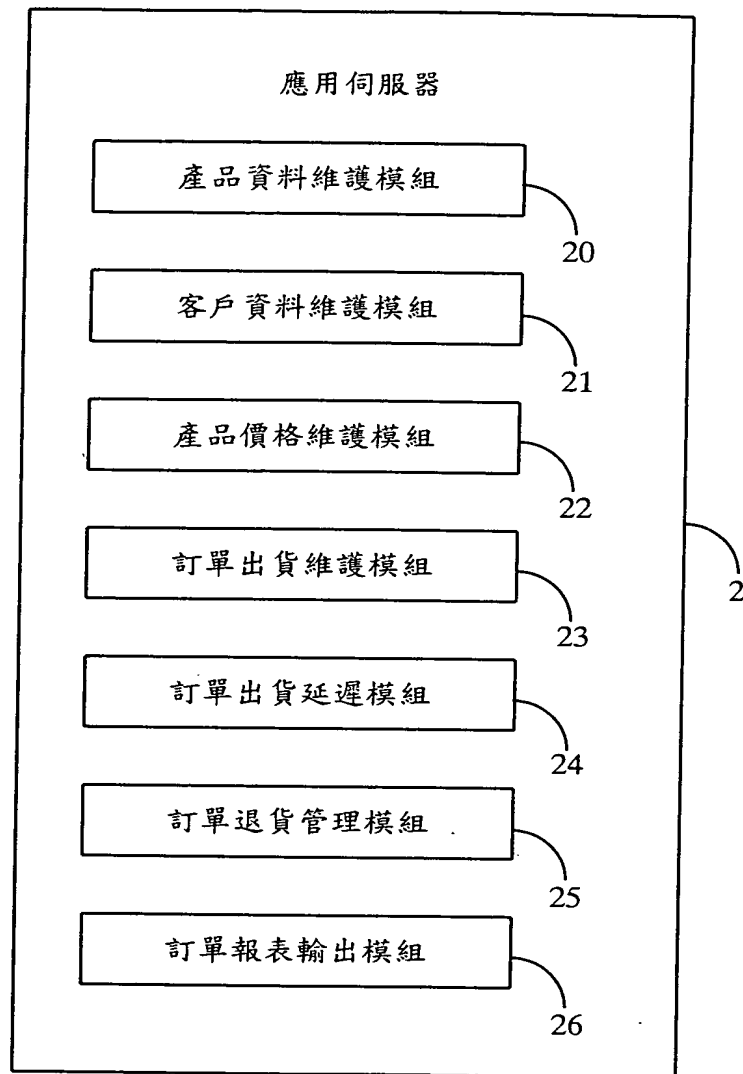 應用伺服器
產品資料維護模組
20
客戶資料維護模組
21
產品價格維護模組
22
訂單出貨維護模組
23
2
訂單出貨延遲模組
24
訂單退貨管理模組
25
訂單報表輸出模組
26